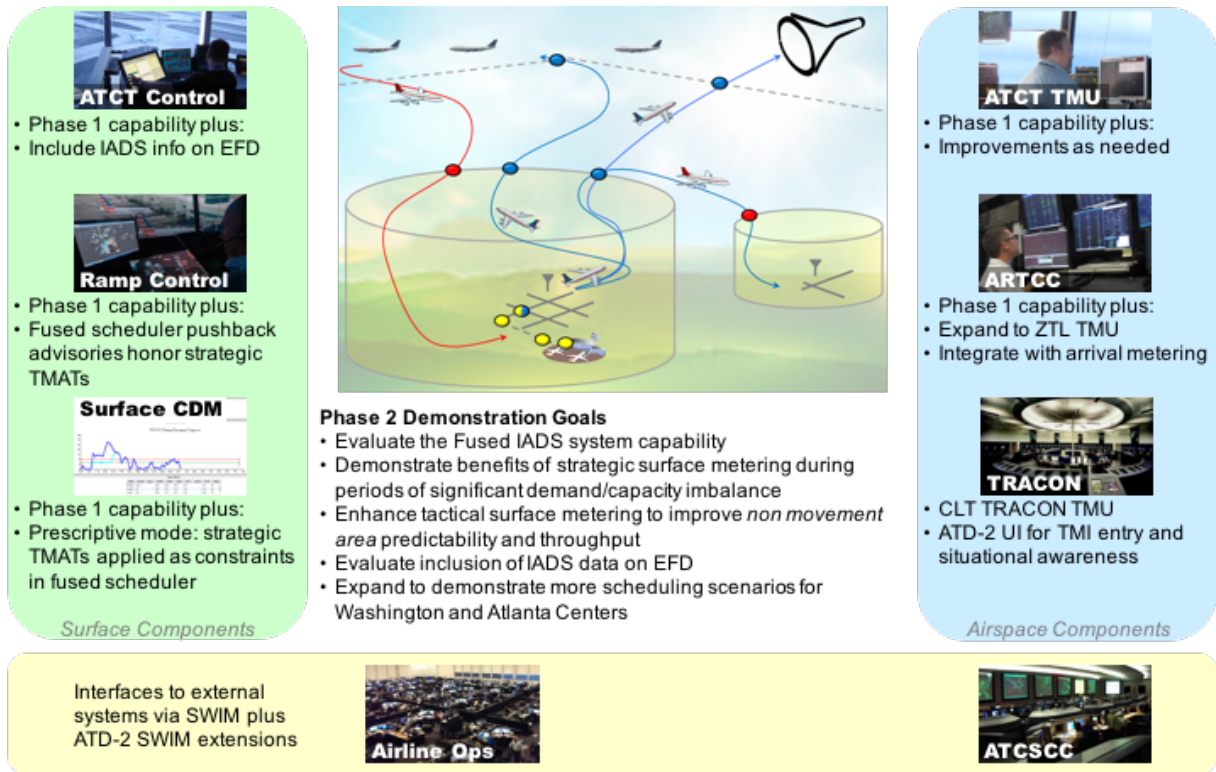 ATCT Control
• Phase 1 capability plus:
• Include IADS info on EFD
Ramp Control
• Phase 1 capability plus:
• Fused scheduler pushback
advisories honor strategic
TMATs
Surface CDM
• Phase 1 capability plus:
• Prescriptive mode: strategic
TMATs applied as constraints
in fused scheduler
Surface Components
Phase 2 Demonstration Goals
• Evaluate the Fused IADS system capability
• Demonstrate benefits of strategic surface metering during
periods of significant demand/capacity imbalance
• Enhance tactical surface metering to improve non movement
area predictability and throughput
• Evaluate inclusion of IADS data on EFD
• Expand to demonstrate more scheduling scenarios for
Washington and Atlanta Centers
ATCT TMU
• Phase 1 capability plus:
• Improvements as needed
ARTCC
• Phase 1 capability plus:
• Expand to ZTL TMU
• Integrate with arrival metering
TRACON
• CLT TRACON TMU
• ATD-2 UI for TMI entry and
situational awareness
Airspace Components
Interfaces to external
systems via SWIM plus
ATD-2 SWIM extensions
Airline Ops
ATCSCC